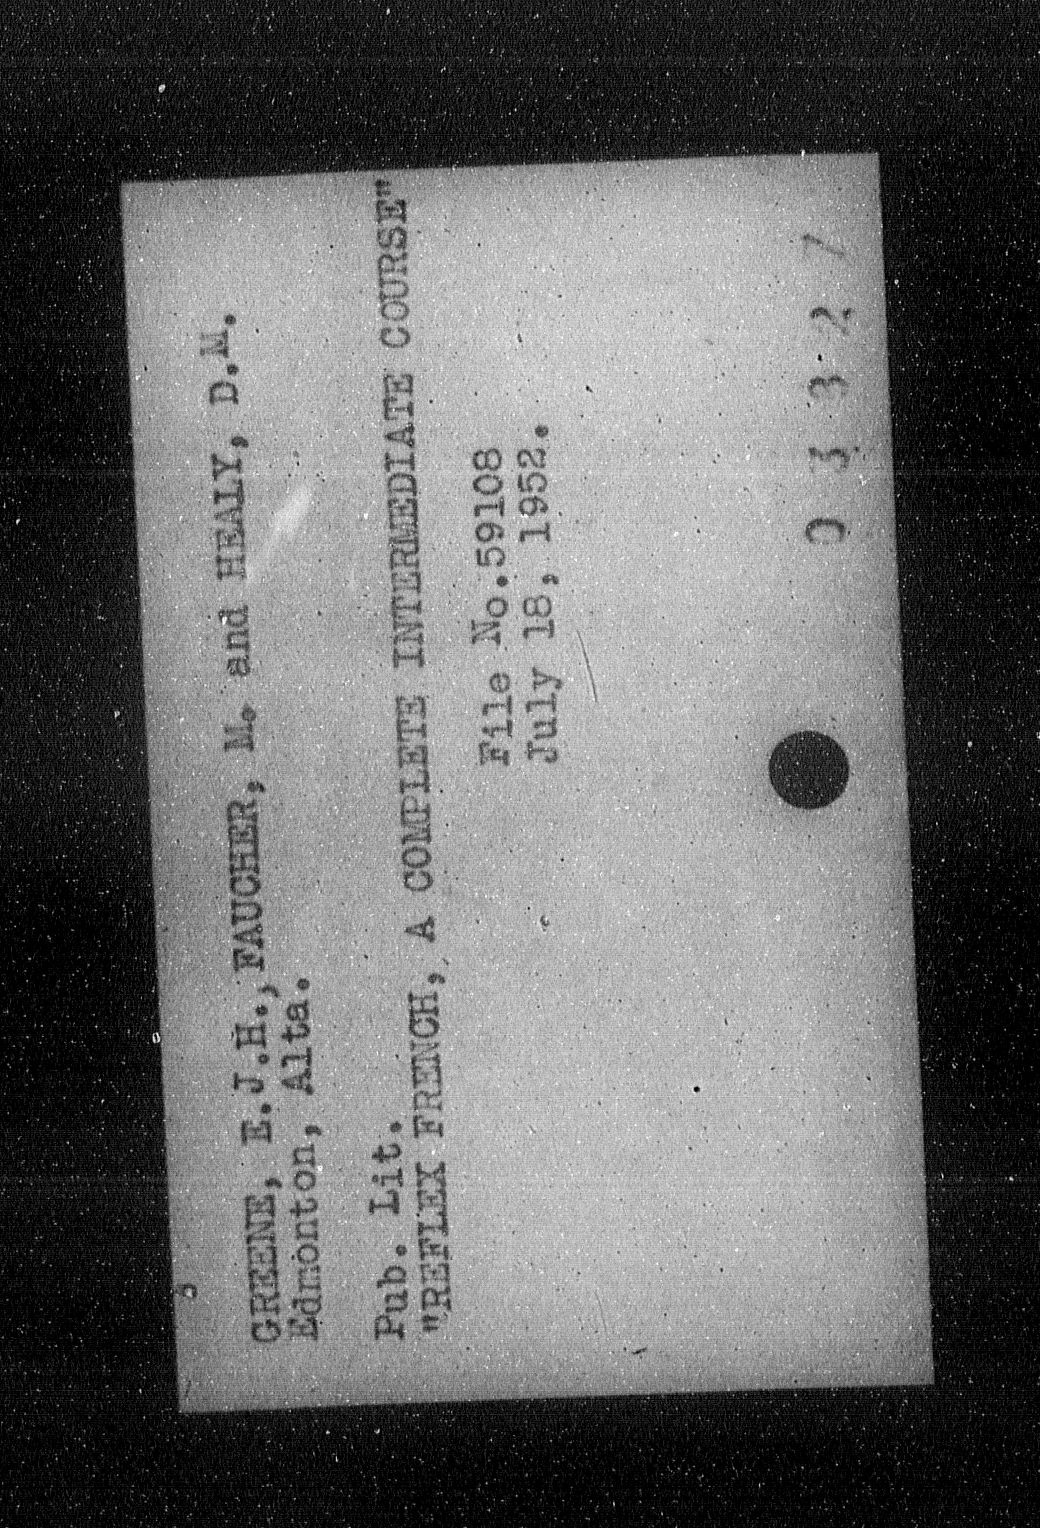 GREENE, E.J.H., FAUCHER, M. and HEALY, D.M.
Edmonton, Alta.
Pub. Lit.
"REFLEX FRENCH, A COMPLETE INTERMEDIATE COURSE"
File No.59108
July 18, 1952.
03327